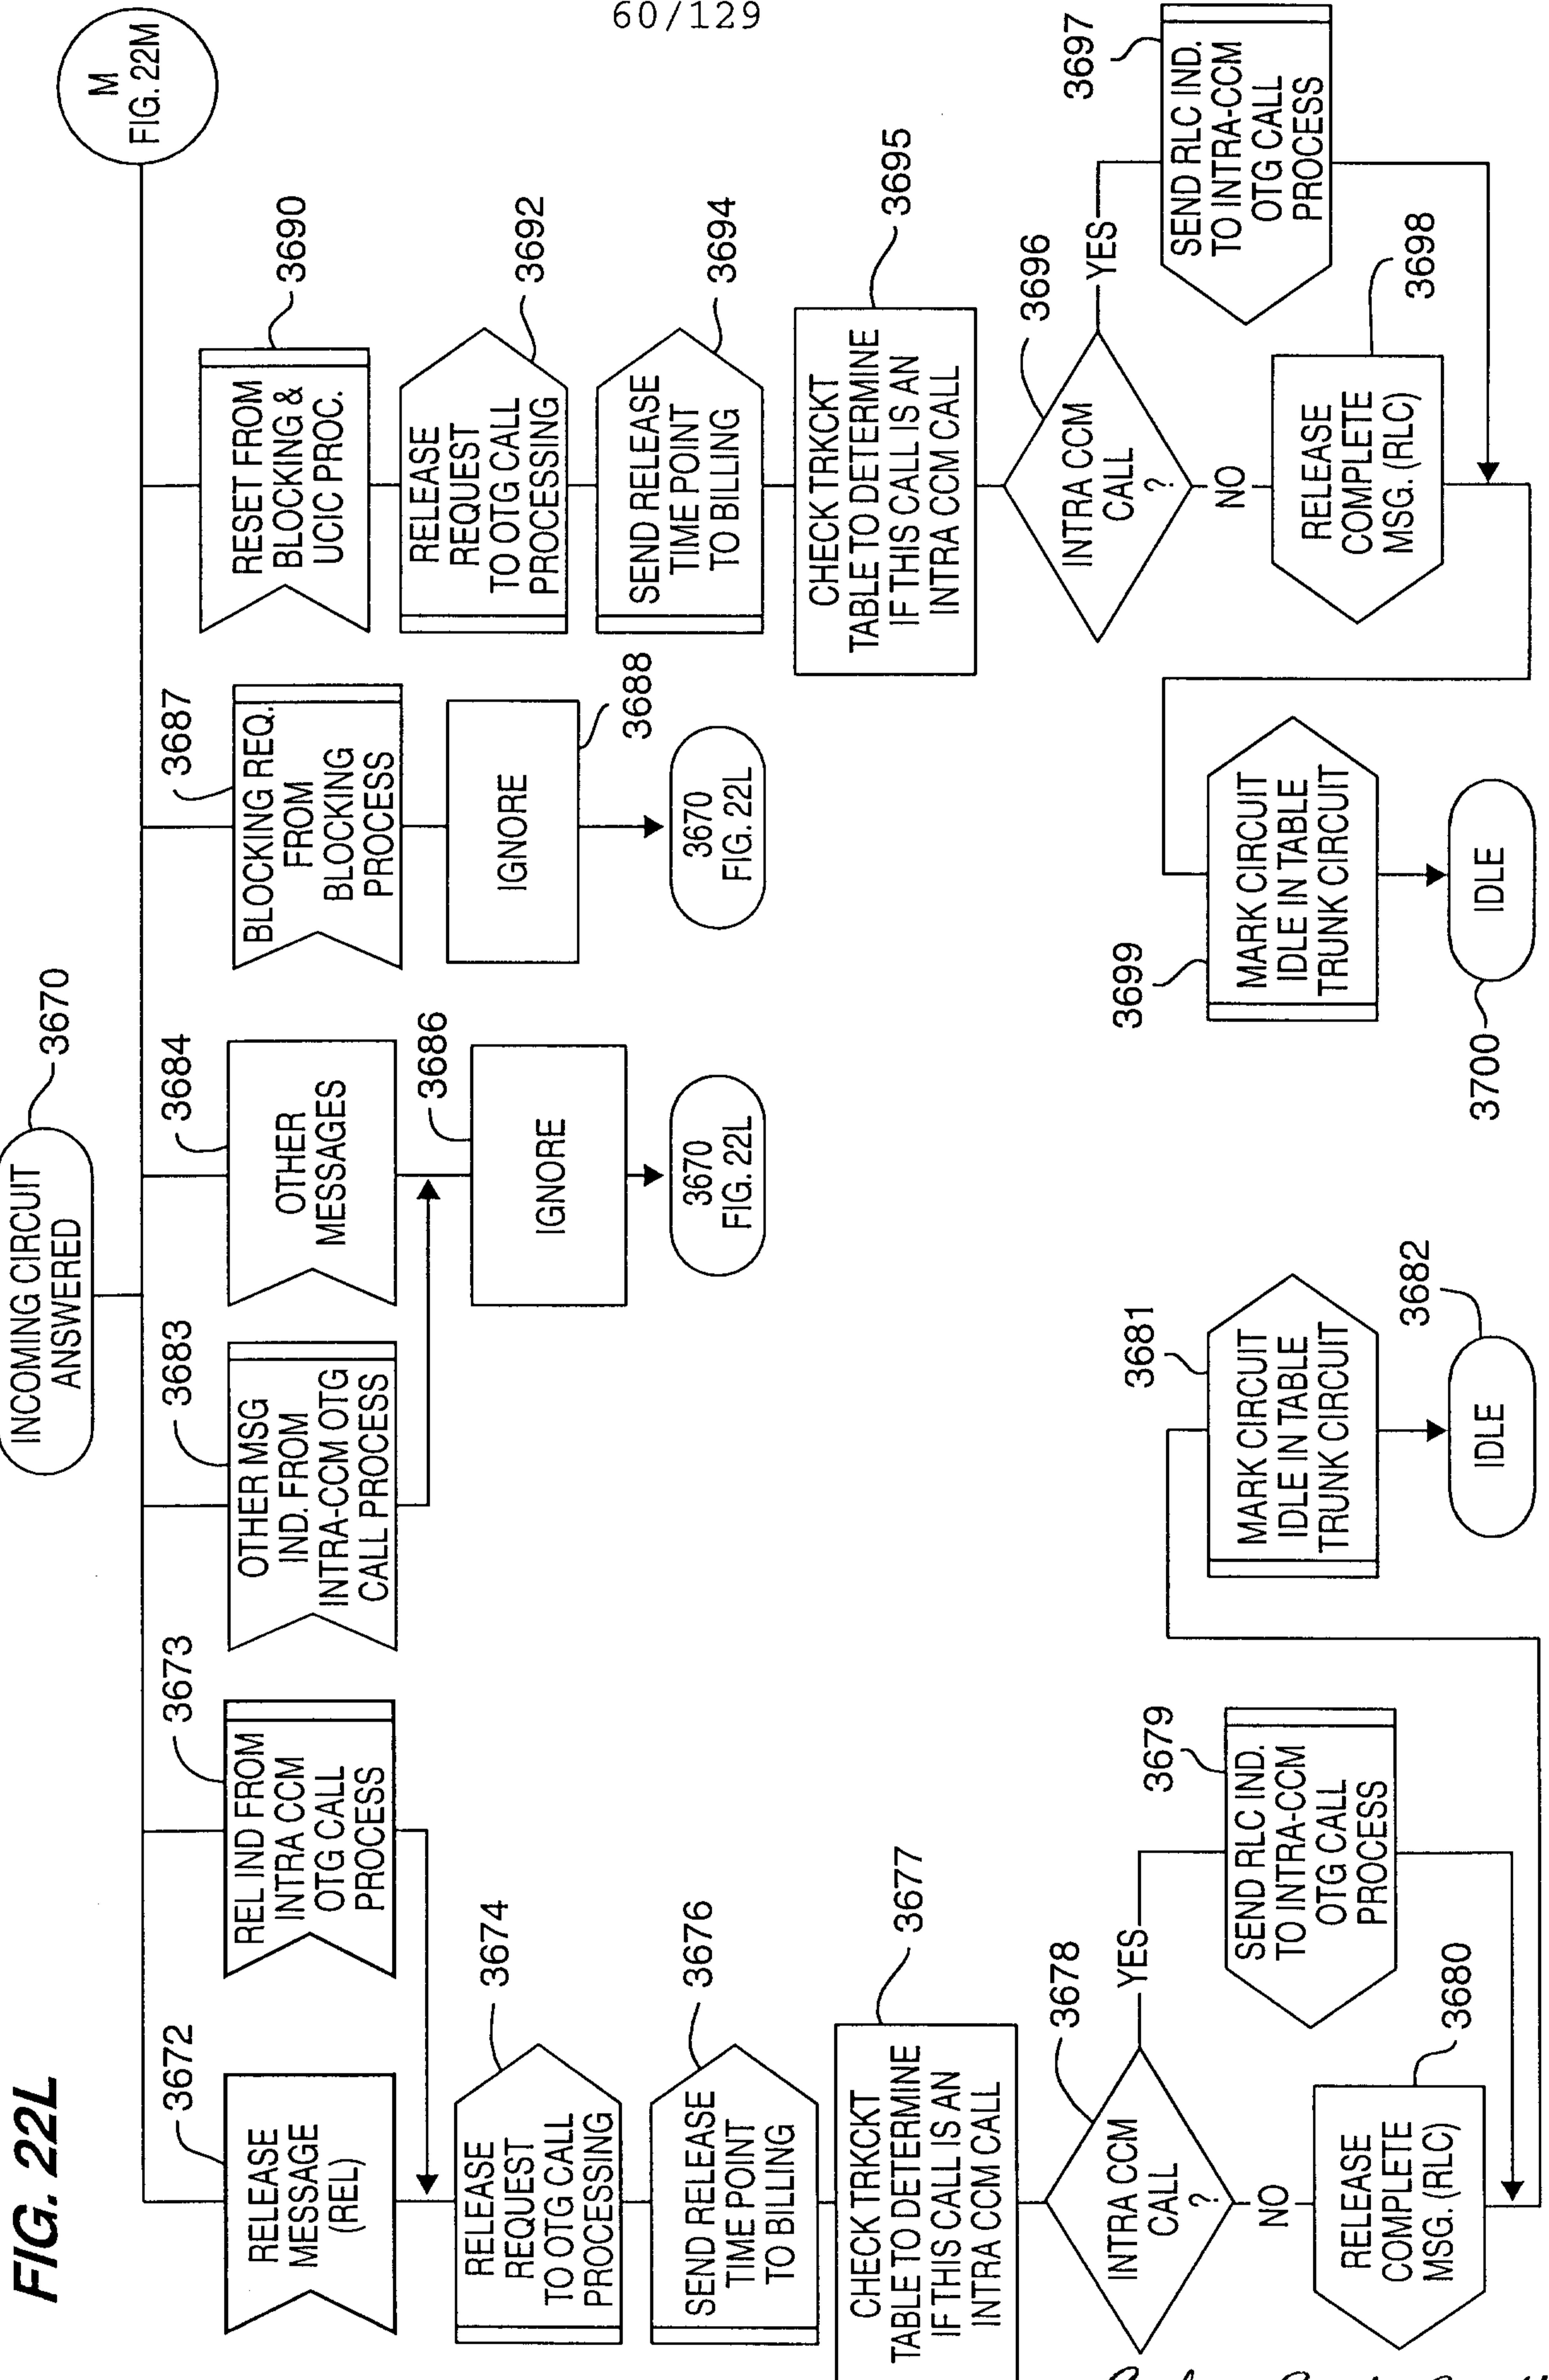 60/129
FIG. 22L
INCOMING CIRCUIT
ANSWERED
3670
M
FIG. 22M
3672
RELEASE
MESSAGE
(REL)
3673
REL IND FROM
INTRA CCM
OTG CALL
PROCESS
3674
RELEASE
REQUEST
TO OTG CALL
PROCESSING
3676
SEND RELEASE
TIME POINT
TO BILLING
3677
CHECK TRKCKT
TABLE TO DETERMINE
IF THIS CALL IS AN
INTRA CCM CALL
3678
INTRA CCM
CALL
?
YES
NO
3679
SEND RLC IND.
TO INTRA-CCM
OTG CALL
PROCESS
3680
RELEASE
COMPLETE
MSG. (RLC)
3681
MARK CIRCUIT
IDLE IN TABLE
TRUNK CIRCUIT
3682
IDLE
3683
OTHER MSG
IND. FROM
INTRA-CCM OTG
CALL PROCESS
3684
OTHER
MESSAGES
3686
IGNORE
3670
FIG. 22L
3687
BLOCKING REQ.
FROM
BLOCKING
PROCESS
3688
IGNORE
3670
FIG. 22L
3690
RESET FROM
BLOCKING &
UCIC PROC.
3692
RELEASE
REQUEST
TO OTG CALL
PROCESSING
3694
SEND RELEASE
TIME POINT
TO BILLING
3695
CHECK TRKCKT
TABLE TO DETERMINE
IF THIS CALL IS AN
INTRA CCM CALL
3696
INTRA CCM
CALL
?
YES
NO
3697
SEND RLC IND.
TO INTRA-CCM
OTG CALL
PROCESS
3698
RELEASE
COMPLETE
MSG. (RLC)
3699
MARK CIRCUIT
IDLE IN TABLE
TRUNK CIRCUIT
3700
IDLE